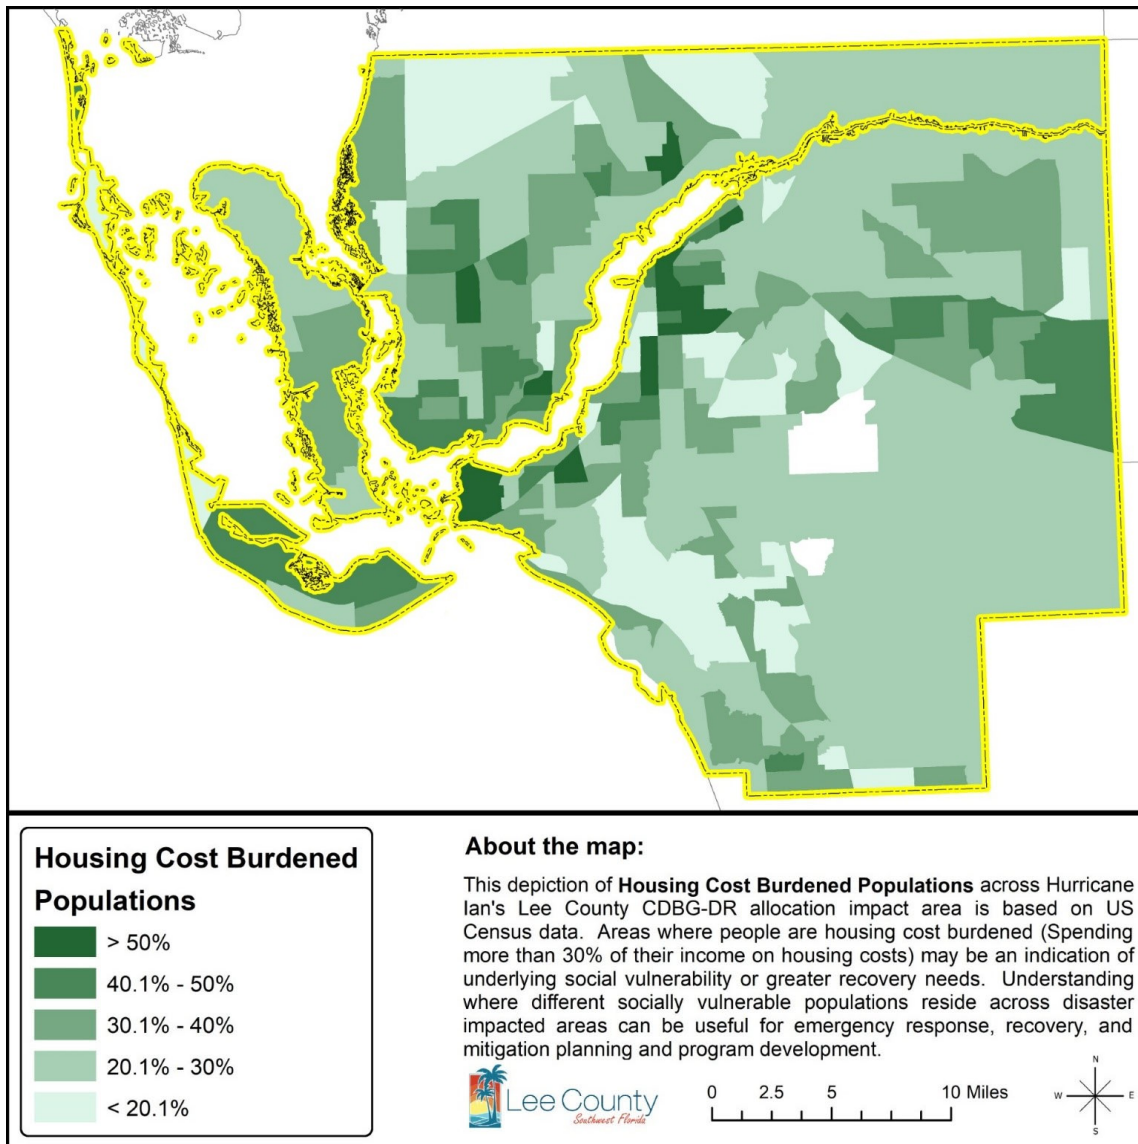 Housing Cost Burdened
Populations
> 50%
40.1% - 50%
30.1% - 40%
20.1% - 30%
< 20.1%
About the map:
This depiction of Housing Cost Burdened Populations across Hurricane
Ian's Lee County CDBG-DR allocation impact area is based on US
Census data. Areas where people are housing cost burdened (Spending
more than 30% of their income on housing costs) may be an indication of
underlying social vulnerability or greater recovery needs. Understanding
where different socially vulnerable populations reside across disaster
impacted areas can be useful for emergency response, recovery, and
mitigation planning and program development.
Lee County
Southwest Florida
0 2.5 5 10 Miles
N
W E
S